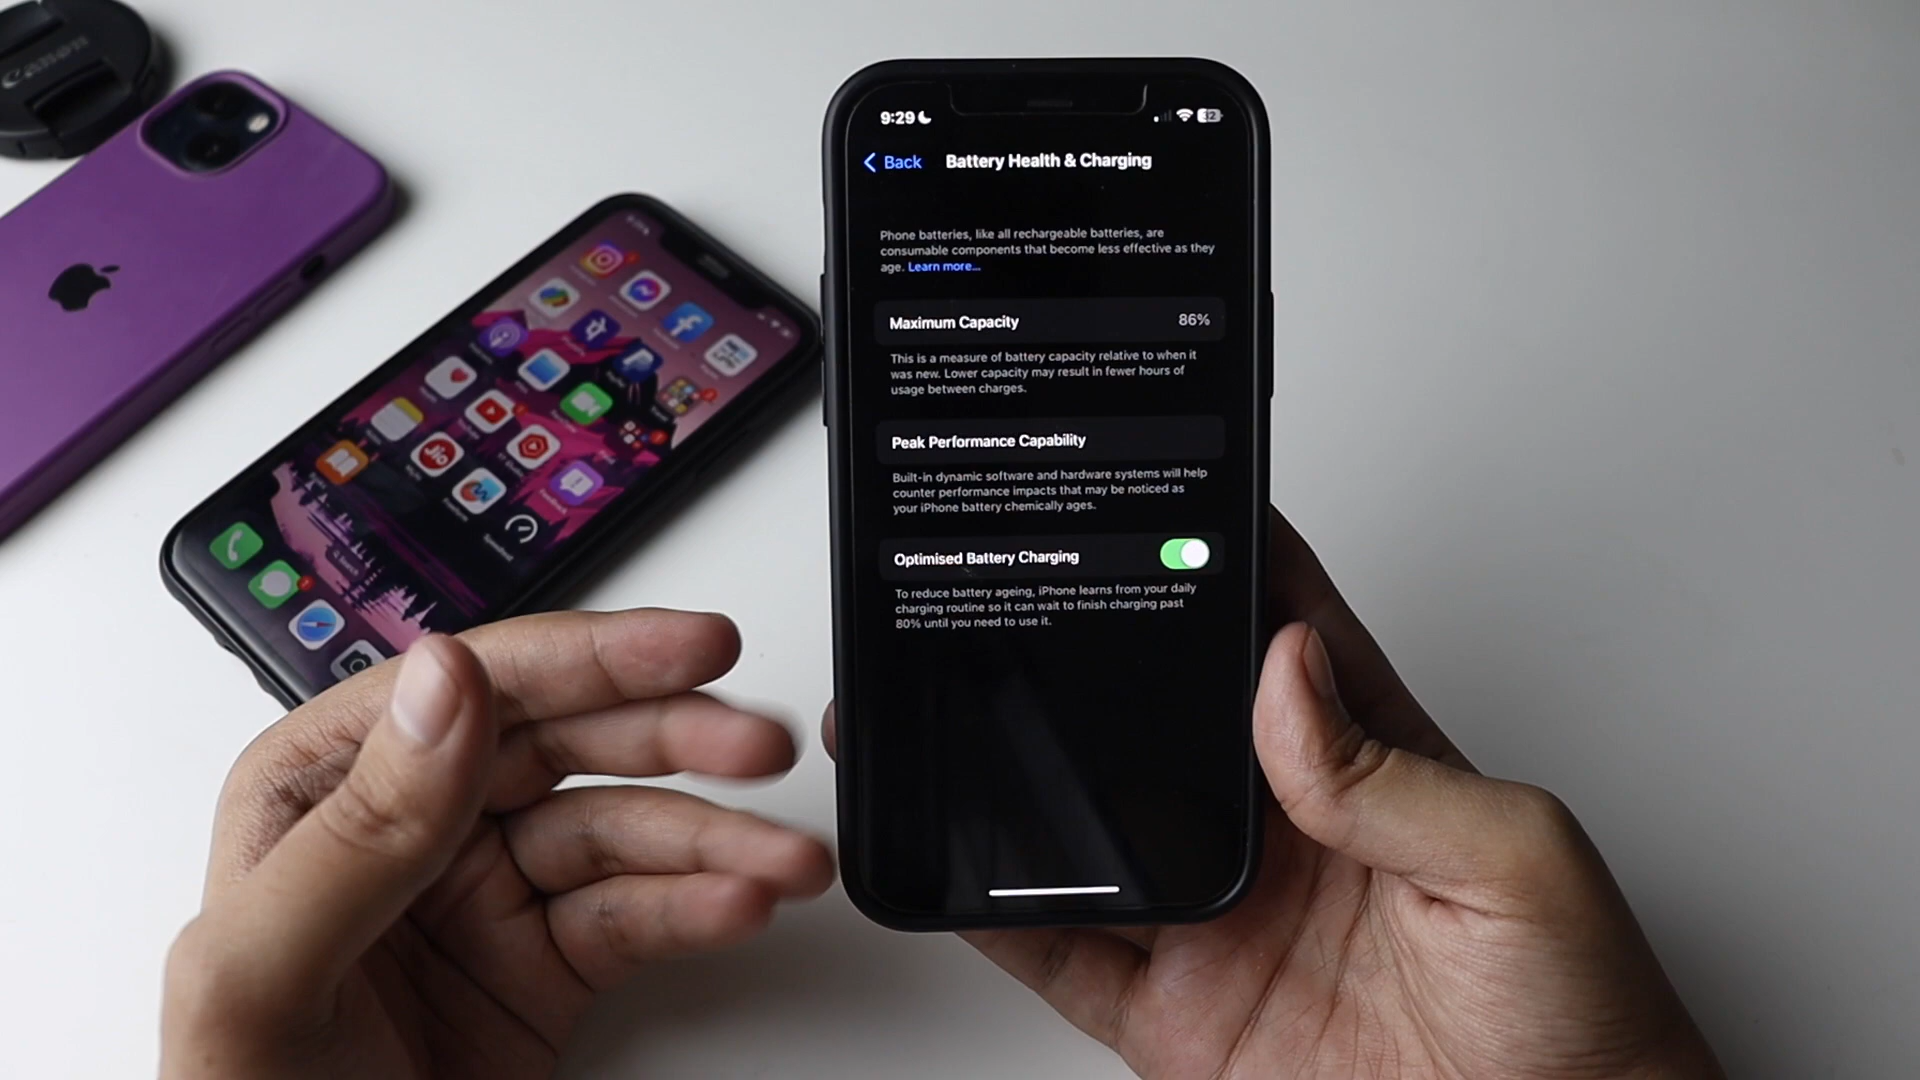 Canon
9:29
32
Back
Battery Health & Charging
Phone batteries, like all rechargeable batteries, are
consumable components that become less effective as they
age. Learn more...
Maximum Capacity
86%
This is a measure of battery capacity relative to when it
was new. Lower capacity may result in fewer hours of
usage between charges.
Peak Performance Capability
Built-in dynamic software and hardware systems will help
counter performance impacts that may be noticed as
your iPhone battery chemically ages.
Optimised Battery Charging
To reduce battery ageing, iPhone learns from your daily
charging routine so it can wait to finish charging past
80% until you need to use it.
Jio
Search